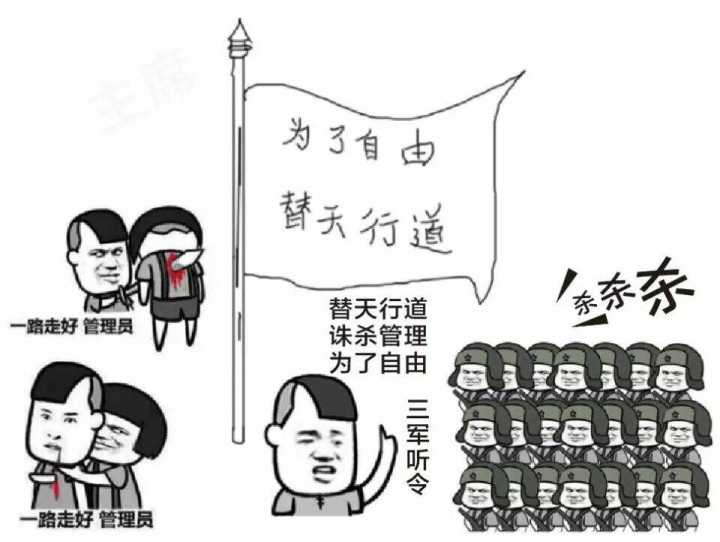 主席
为了自由
替天行道
一路走好 管理员
替天行道
诛杀管理
为了自由
三军听令
杀杀杀
一路走好 管理员